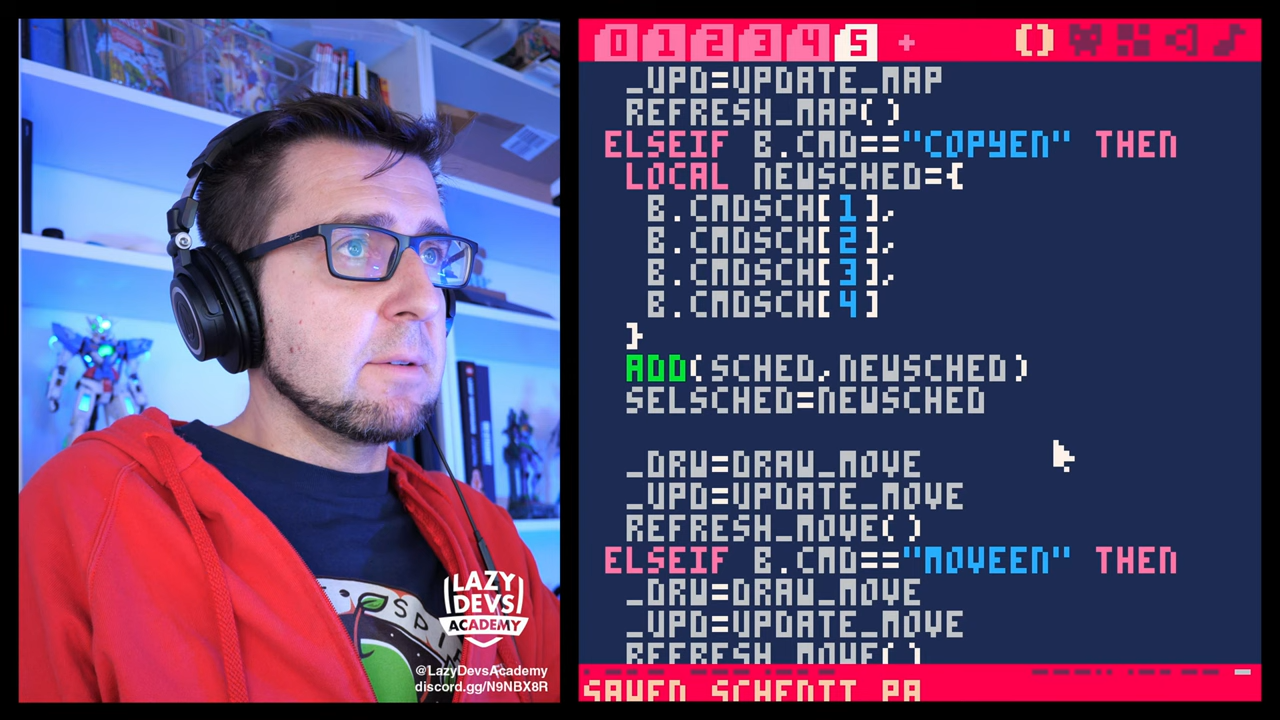 0 1 2 3 4 5 + ()
_UPD=UPDATE_MAP
REFRESH_MAP()
ELSEIF B.CMD=="COPYEN" THEN
LOCAL NEWSCHED={
B.CMDSCH[1],
B.CMDSCH[2],
B.CMDSCH[3],
B.CMDSCH[4]
}
ADD(SCHED,NEWSCHED)
SELSCHED=NEWSCHED
_DRW=DRAW_MOVE
_UPD=UPDATE_MOVE
REFRESH_MOVE()
ELSEIF B.CMD=="MOVEEN" THEN
_DRW=DRAW_MOVE
_UPD=UPDATE_MOVE
REFRESH_MOVE()
LAZY
DEVS
ACADEMY
@LazyDevsAcademy
discord.gg/N9NBX8R